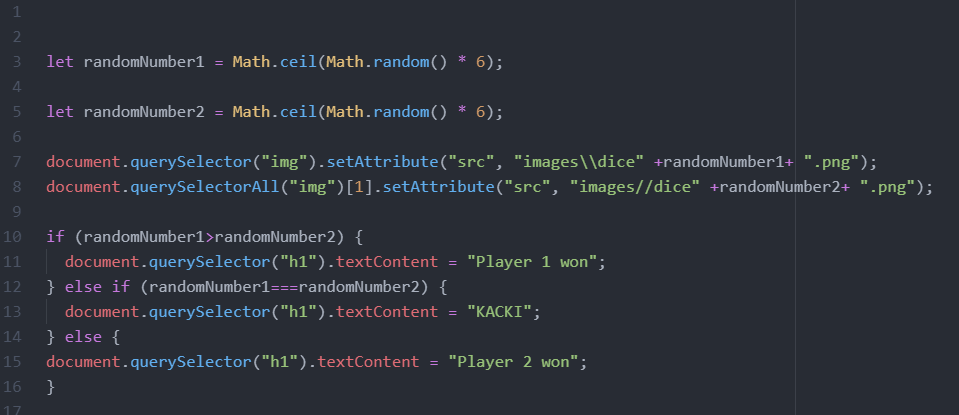 1
2
3 let randomNumber1 = Math.ceil(Math.random() * 6);
4
5 let randomNumber2 = Math.ceil(Math.random() * 6);
6
7 document.querySelector("img").setAttribute("src", "images\\dice" +randomNumber1+ ".png");
8 document.querySelectorAll("img")[1].setAttribute("src", "images//dice" +randomNumber2+ ".png");
9
10 if (randomNumber1>randomNumber2) {
11   document.querySelector("h1").textContent = "Player 1 won";
12 } else if (randomNumber1===randomNumber2) {
13   document.querySelector("h1").textContent = "KACKI";
14 } else {
15 document.querySelector("h1").textContent = "Player 2 won";
16 }
17